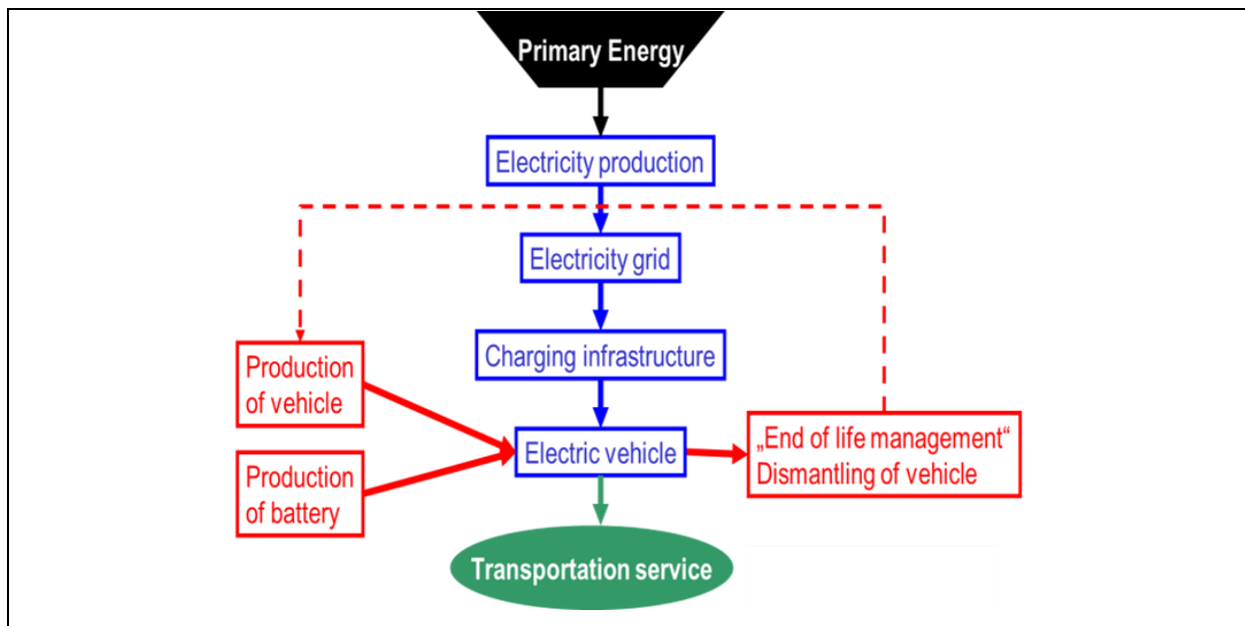 Primary Energy
Electricity production
Electricity grid
Charging infrastructure
Production
of vehicle
Electric vehicle
„End of life management“
Dismantling of vehicle
Production
of battery
Transportation service